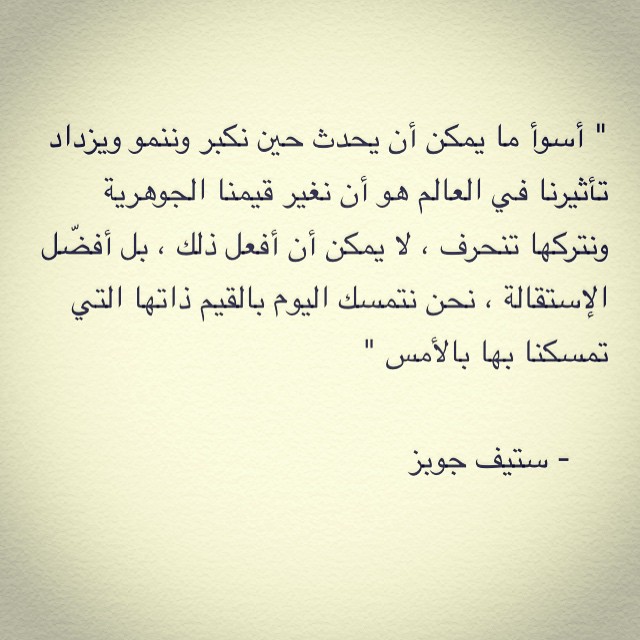 " أسوأ ما يمكن أن يحدث حين نكبر وننمو ويزداد
تأثيرنا في العالم هو أن نغير قيمنا الجوهرية
ونتركها تنحرف ، لا يمكن أن أفعل ذلك ، بل أفضّل
الإستقالة ، نحن نتمسك اليوم بالقيم ذاتها التي
تمسكنا بها بالأمس "
- ستيف جوبز